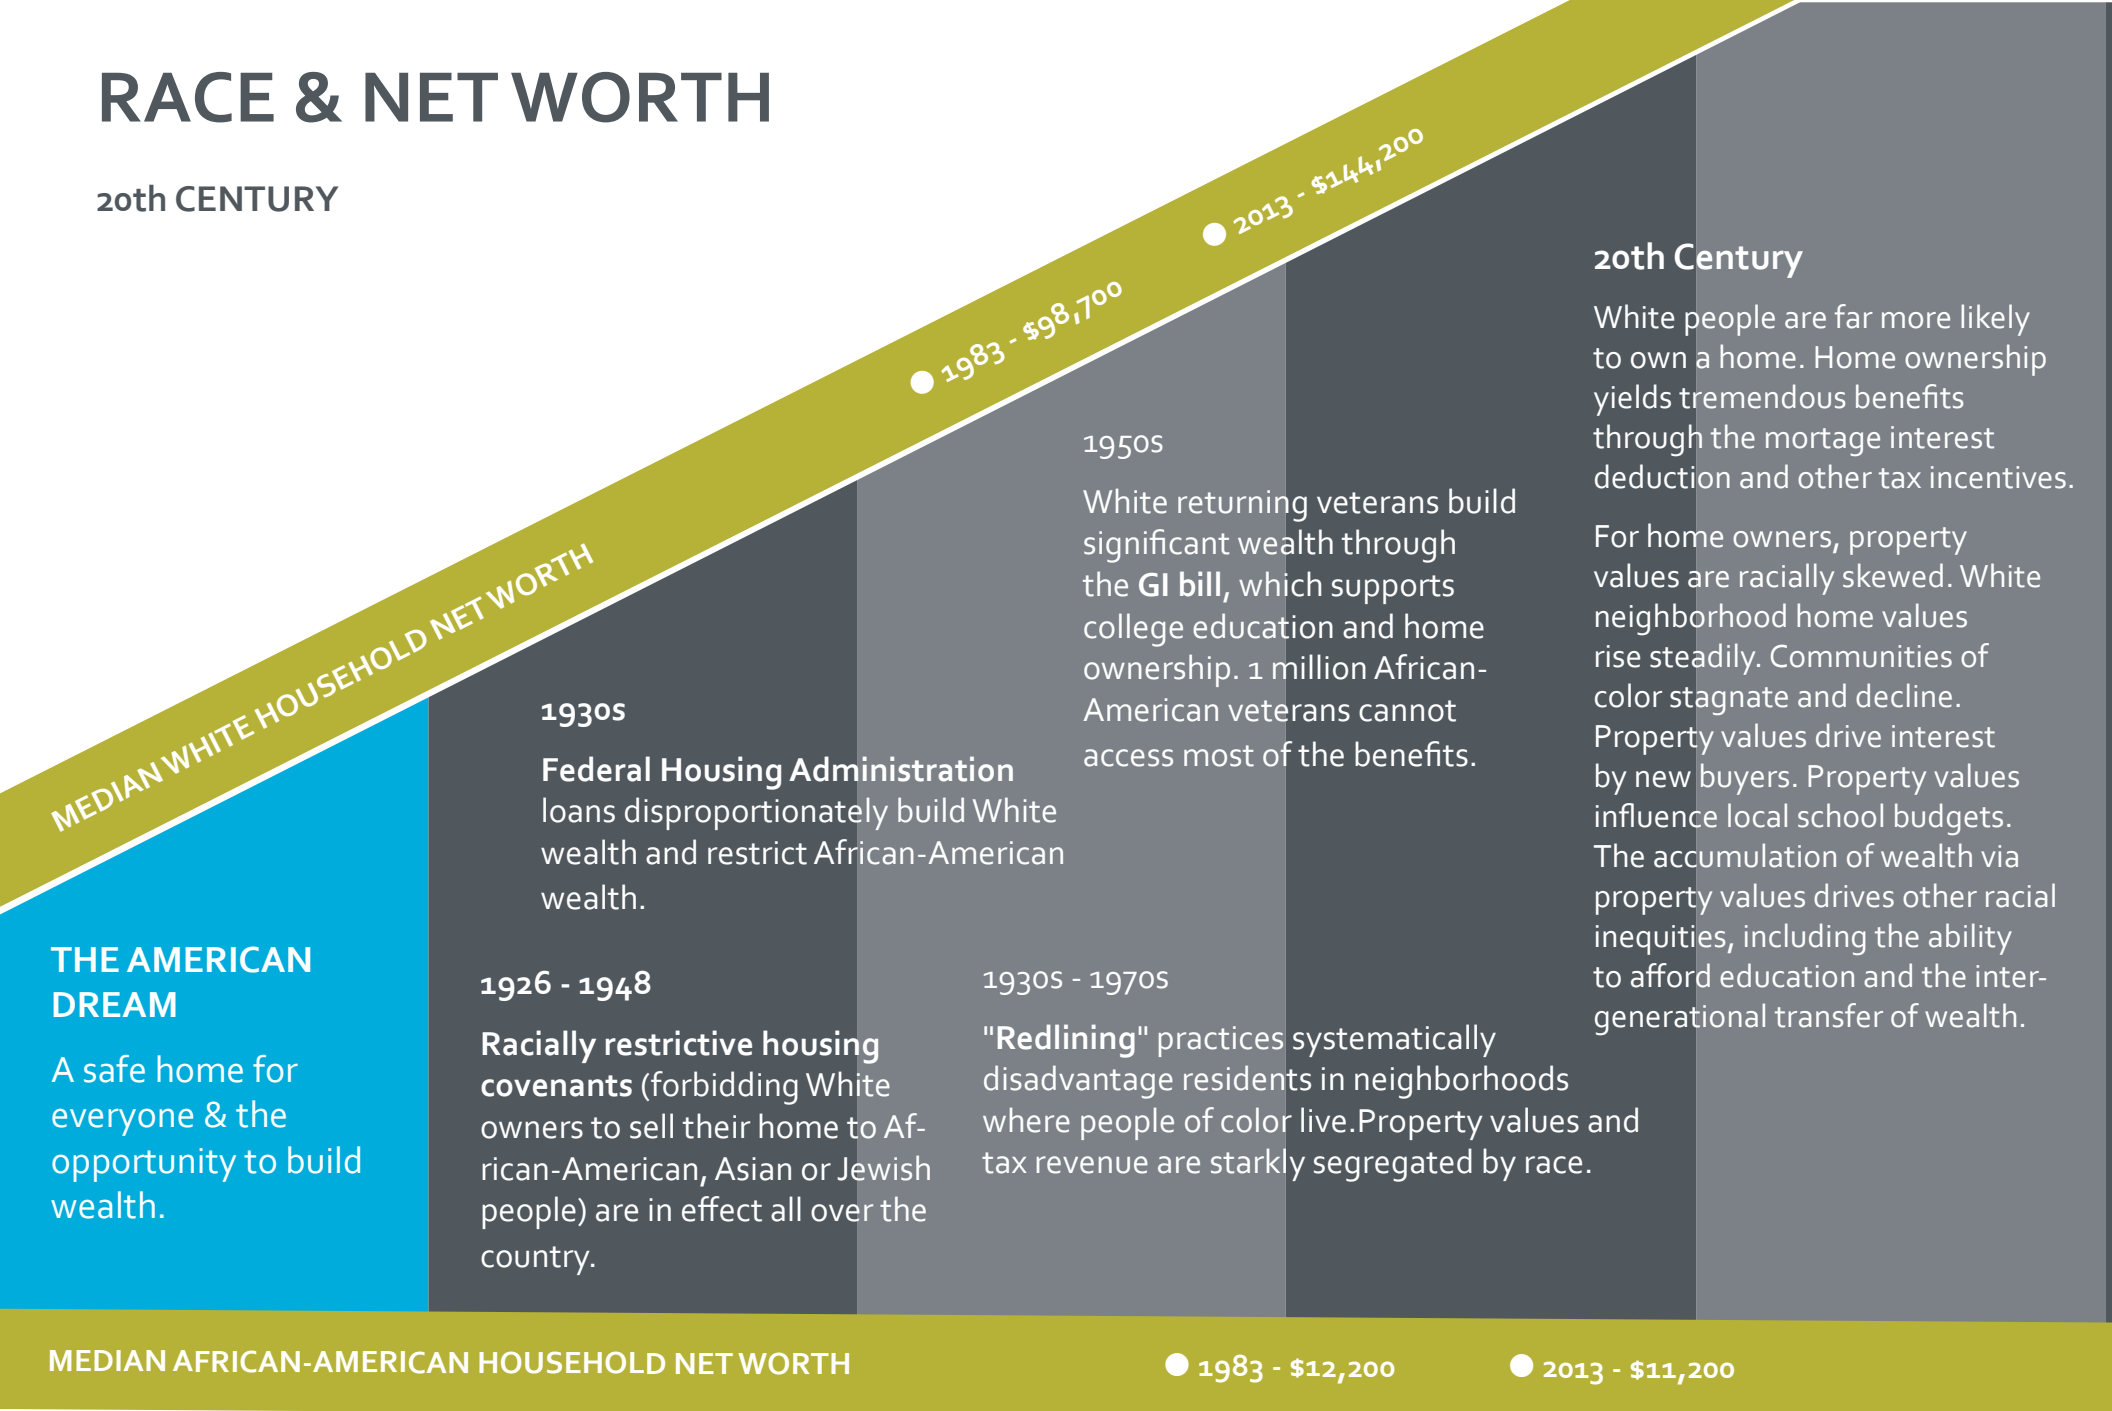 RACE & NET WORTH
20th CENTURY
MEDIAN WHITE HOUSEHOLD NET WORTH
1983 - $98,700
2013 - $144,200
THE AMERICAN
DREAM
A safe home for
everyone & the
opportunity to build
wealth.
1930s
Federal Housing Administration
loans disproportionately build White
wealth and restrict African-American
wealth.
1926 - 1948
Racially restrictive housing
covenants (forbidding White
owners to sell their home to Af-
rican-American, Asian or Jewish
people) are in effect all over the
country.
1950s
White returning veterans build
significant wealth through
the GI bill, which supports
college education and home
ownership. 1 million African-
American veterans cannot
access most of the benefits.
1930s - 1970s
"Redlining" practices systematically
disadvantage residents in neighborhoods
where people of color live.Property values and
tax revenue are starkly segregated by race.
20th Century
White people are far more likely
to own a home. Home ownership
yields tremendous benefits
through the mortage interest
deduction and other tax incentives.
For home owners, property
values are racially skewed. White
neighborhood home values
rise steadily. Communities of
color stagnate and decline.
Property values drive interest
by new buyers. Property values
influence local school budgets.
The accumulation of wealth via
property values drives other racial
inequities, including the ability
to afford education and the inter-
generational transfer of wealth.
MEDIAN AFRICAN-AMERICAN HOUSEHOLD NET WORTH
1983 - $12,200
2013 - $11,200